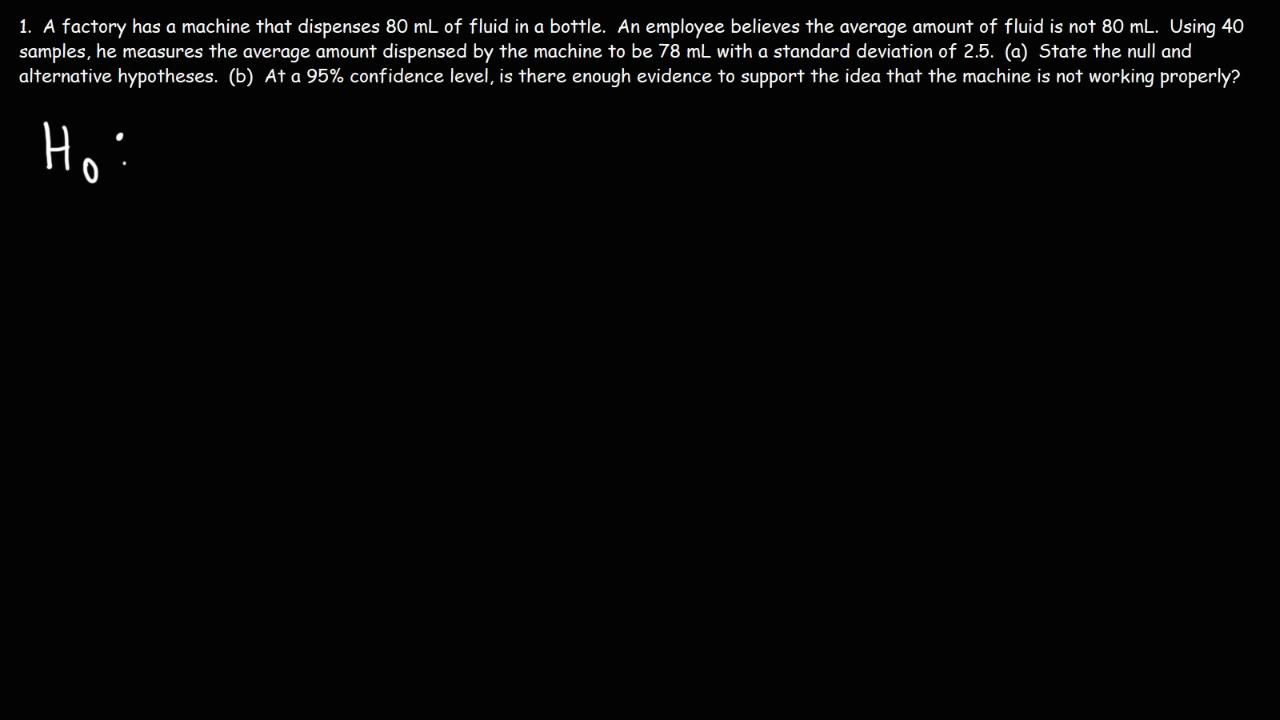 1. A factory has a machine that dispenses 80 mL of fluid in a bottle. An employee believes the average amount of fluid is not 80 mL. Using 40
samples, he measures the average amount dispensed by the machine to be 78 mL with a standard deviation of 2.5. (a) State the null and
alternative hypotheses. (b) At a 95% confidence level, is there enough evidence to support the idea that the machine is not working properly?
H₀ :